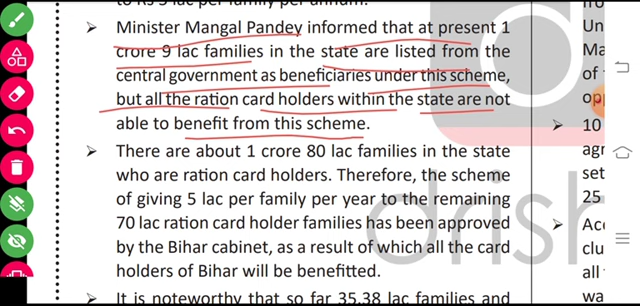 to Rs 5 lac per family per annum.
➤ Minister Mangal Pandey informed that at present 1
crore 9 lac families in the state are listed from the
central government as beneficiaries under this scheme,
but all the ration card holders within the state are not
able to benefit from this scheme.
➤ There are about 1 crore 80 lac families in the state
who are ration card holders. Therefore, the scheme
of giving 5 lac per family per year to the remaining
70 lac ration card holder families has been approved
by the Bihar cabinet, as a result of which all the card
holders of Bihar will be benefitted.
➤ It is noteworthy that so far 35.38 lac families and
Un
Ma
of
opp
➤ 10
agr
set
25
➤ Acc
clu
all
wa
drish